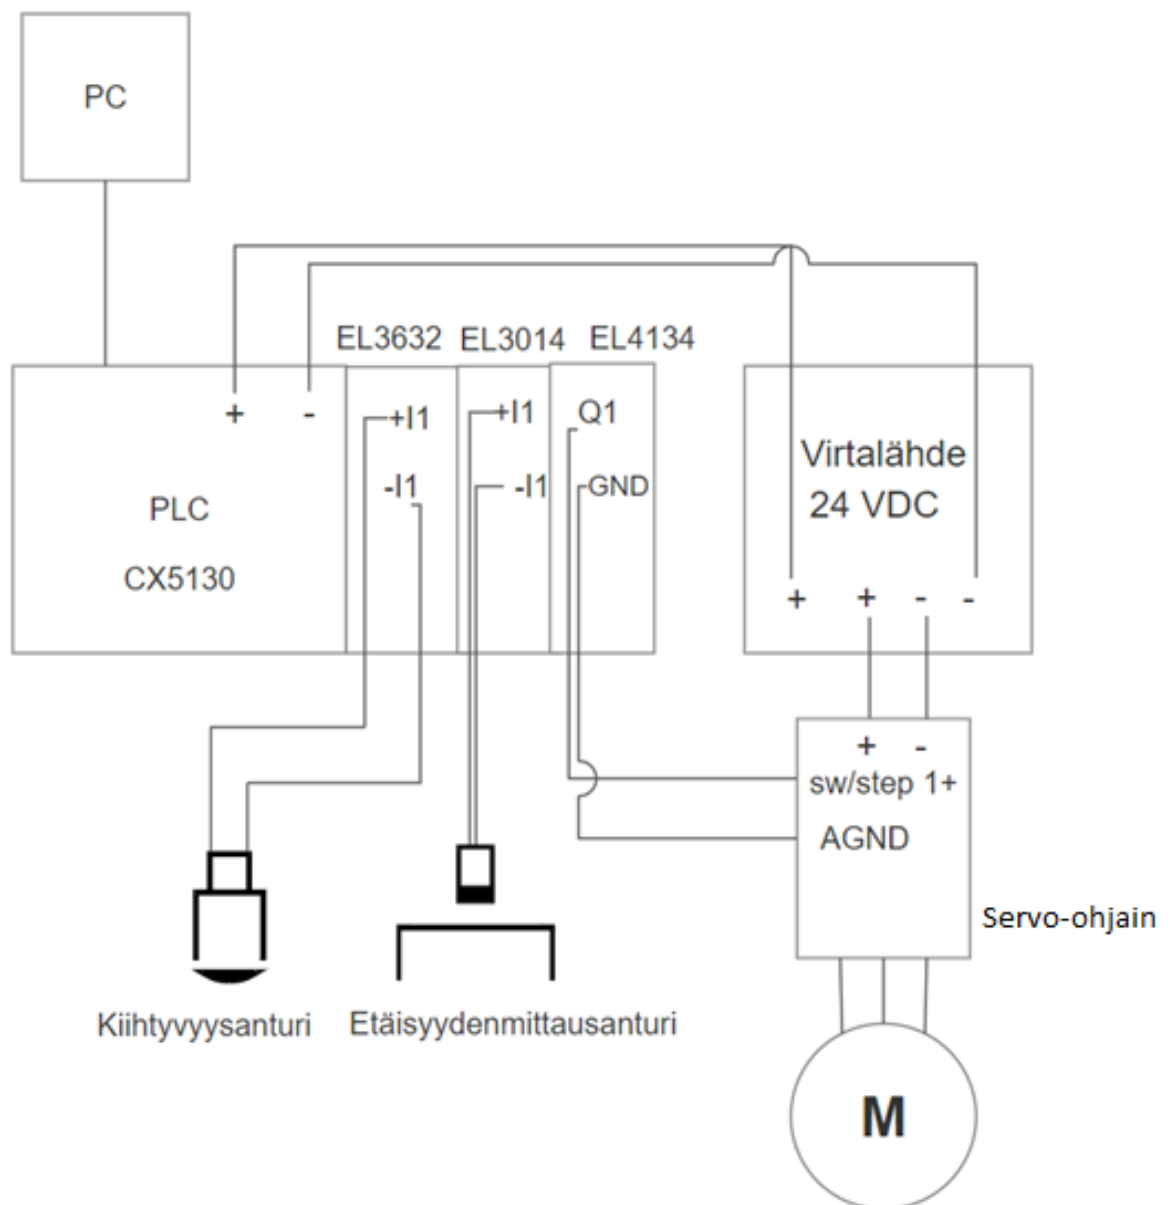 PC
EL3632
EL3014
EL4134
+ -
+I1
-I1
+I1
-I1
Q1
GND
PLC
CX5130
Virtalähde
24 VDC
+ + - -
+ -
sw/step 1+
AGND
Servo-ohjain
Kiihtyvyysanturi
Etäisyydenmittausanturi
M